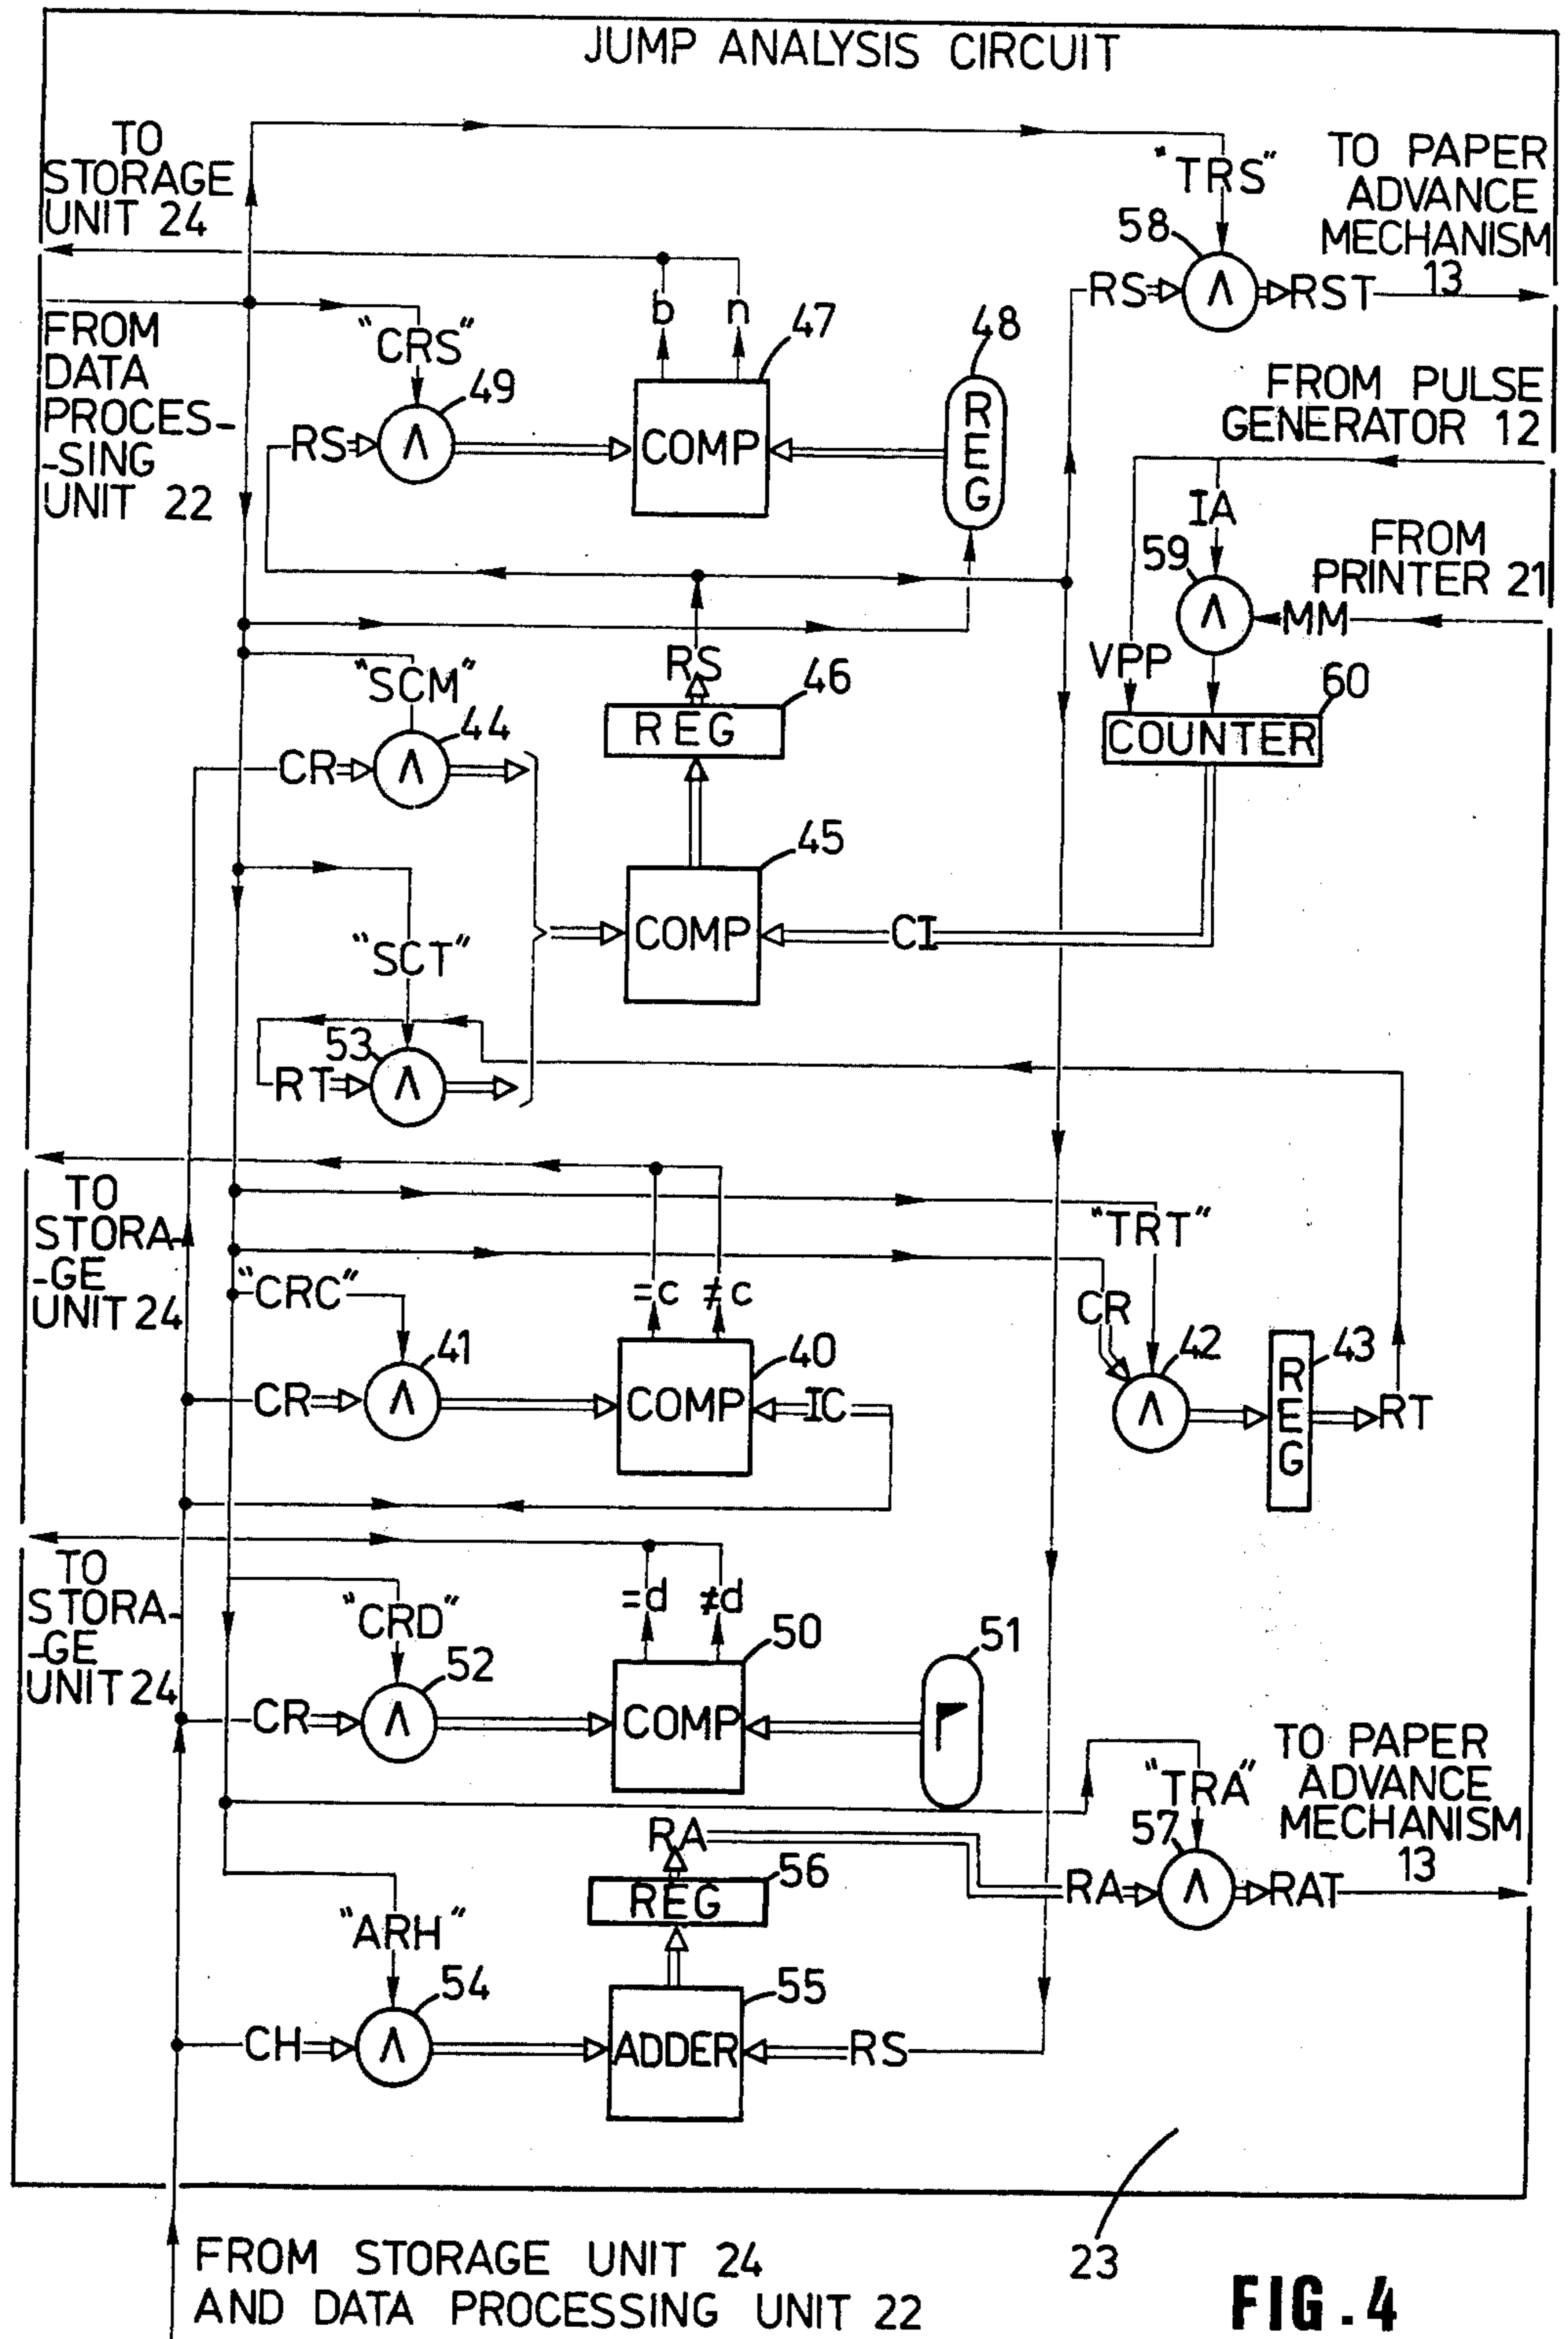 JUMP ANALYSIS CIRCUIT
TO
STORAGE
UNIT 24
"TRS"
TO PAPER
ADVANCE
MECHANISM
13
58
RS
Λ
RST
FROM
DATA
PROCES-
-SING
UNIT 22
"CRS"
b
n
47
48
49
RS
Λ
COMP
REG
FROM PULSE
GENERATOR 12
IA
FROM
PRINTER 21
59
Λ
MM
VPP
60
COUNTER
"SCM"
RS
46
REG
44
CR
Λ
45
COMP
CI
"SCT"
53
RT
Λ
TO
STORA-
-GE
UNIT 24
"CRC"
=c
≠c
"TRT"
CR
42
43
41
40
CR
Λ
COMP
IC
Λ
REG
RT
TO
STORA-
-GE
UNIT 24
"CRD"
=d
≠d
50
51
52
CR
Λ
COMP
"TRA"
TO PAPER
ADVANCE
MECHANISM
13
57
RA
RA
Λ
RAT
56
REG
"ARH"
54
55
CH
Λ
ADDER
RS
23
FROM STORAGE UNIT 24
AND DATA PROCESSING UNIT 22
FIG. 4